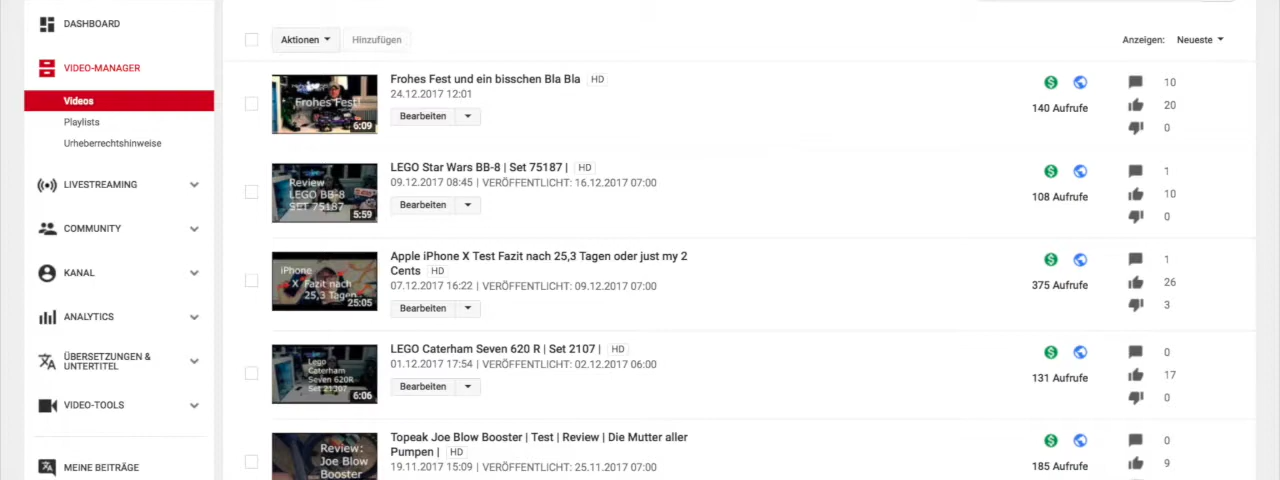 DASHBOARD
VIDEO-MANAGER
Videos
Playlists
Urheberrechtshinweise
LIVESTREAMING
COMMUNITY
KANAL
ANALYTICS
ÜBERSETZUNGEN &
UNTERTITEL
VIDEO-TOOLS
MEINE BEITRÄGE
Aktionen
Hinzufügen
Anzeigen: Neueste
Frohes Fest!
6:09
Frohes Fest und ein bisschen Bla Bla HD
24.12.2017 12:01
Bearbeiten
140 Aufrufe
10
20
0
Review
LEGO BB-8
SET 75187
5:59
LEGO Star Wars BB-8 | Set 75187 | HD
09.12.2017 08:45 | VERÖFFENTLICHT: 16.12.2017 07:00
Bearbeiten
108 Aufrufe
1
10
0
iPhone
X Fazit nach
25,3 Tagen
25:05
Apple iPhone X Test Fazit nach 25,3 Tagen oder just my 2
Cents HD
07.12.2017 16:22 | VERÖFFENTLICHT: 09.12.2017 07:00
Bearbeiten
375 Aufrufe
1
26
3
Lego
Caterham
Seven 620R
Set 21307
6:06
LEGO Caterham Seven 620 R | Set 2107 | HD
01.12.2017 17:54 | VERÖFFENTLICHT: 02.12.2017 06:00
Bearbeiten
131 Aufrufe
0
17
0
Review:
Joe Blow
Booster
Topeak Joe Blow Booster | Test | Review | Die Mutter aller
Pumpen | HD
19.11.2017 15:09 | VERÖFFENTLICHT: 25.11.2017 07:00
185 Aufrufe
0
9